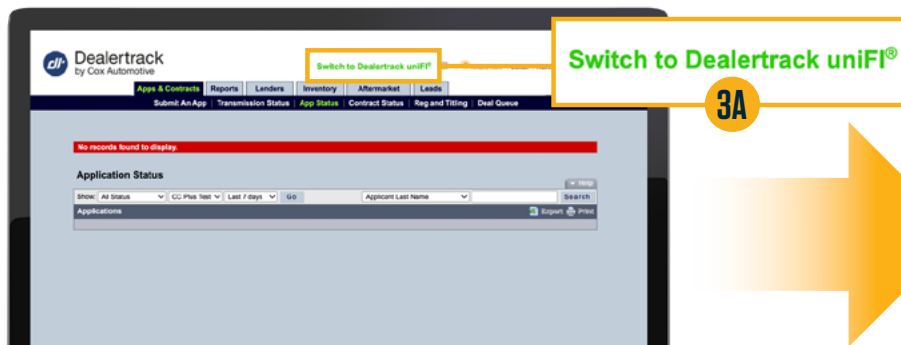 Dealertrack
by Cox Automotive
Switch to Dealertrack uniFI®
Switch to Dealertrack uniFI®
3A
Apps & Contracts Reports Lenders Inventory Aftermarket Leads
Submit An App | Transmission Status | App Status | Contract Status | Reg and Titling | Deal Queue
No records found to display.
Application Status
Help
Show: All Status CC Plus Test Last 7 days Go Applicant Last Name Search
Applications Export Print